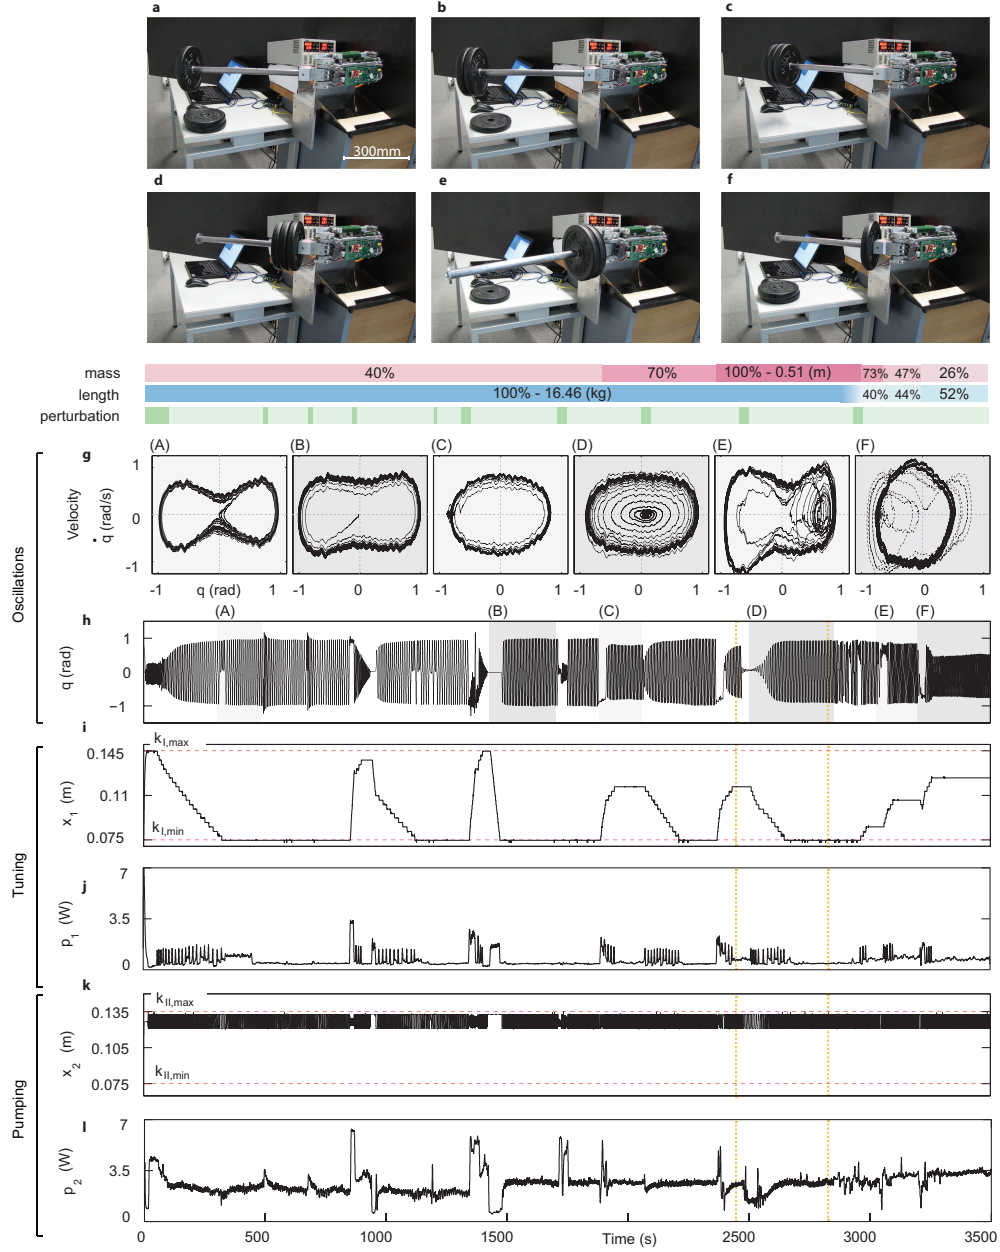 a
b
c
300mm
d
e
f
mass
40%
70%
100% - 0.51 (m)
73%
47%
26%
length
100% - 16.46 (kg)
40%
44%
52%
perturbation
g
(A)
(B)
(C)
(D)
(E)
(F)
Oscillations
Velocity
q̇ (rad/s)
1
0
-1
-1
q (rad)
1
-1
0
1
-1
0
1
-1
0
1
-1
0
1
-1
0
1
h
(A)
(B)
(C)
(D)
(E)
(F)
q (rad)
1
0
−1
i
kI,max
kI,min
x1 (m)
0.145
0.11
0.075
Tuning
j
p1 (W)
7
3.5
0
k
kII,max
kII,min
x2 (m)
0.135
0.105
0.075
Pumping
l
p2 (W)
7
3.5
0
0
500
1000
1500
Time (s)
2500
3000
3500